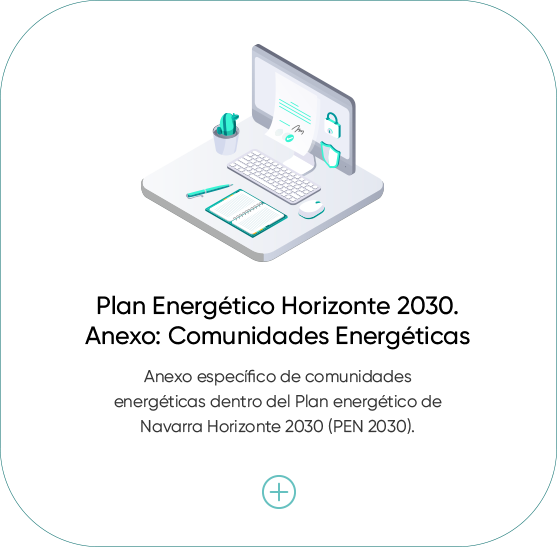 Plan Energético Horizonte 2030.
Anexo: Comunidades Energéticas
Anexo específico de comunidades
energéticas dentro del Plan energético de
Navarra Horizonte 2030 (PEN 2030).